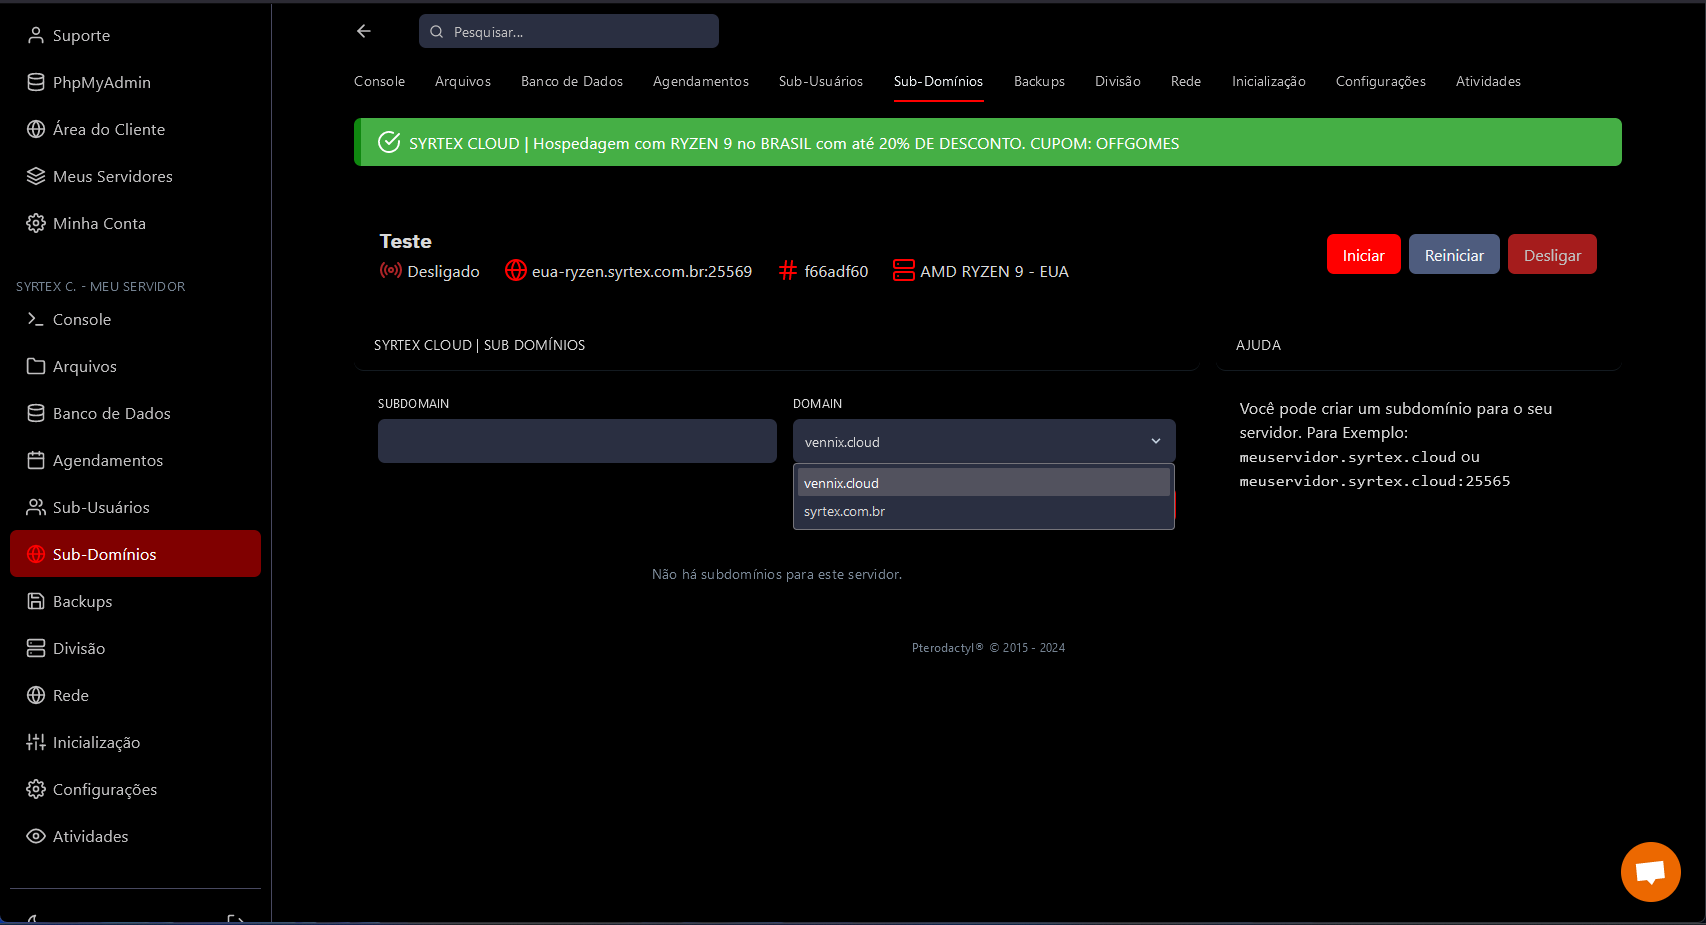 Suporte
PhpMyAdmin
Área do Cliente
Meus Servidores
Minha Conta
SYRTEX C. - MEU SERVIDOR
Console
Arquivos
Banco de Dados
Agendamentos
Sub-Usuários
Sub-Domínios
Backups
Divisão
Rede
Inicialização
Configurações
Atividades
Pesquisar...
Console Arquivos Banco de Dados Agendamentos Sub-Usuários Sub-Domínios Backups Divisão Rede Inicialização Configurações Atividades
SYRTEX CLOUD | Hospedagem com RYZEN 9 no BRASIL com até 20% DE DESCONTO. CUPOM: OFFGOMES
Teste
Desligado eua-ryzen.syrtex.com.br:25569 f66adf60 AMD RYZEN 9 - EUA
Iniciar Reiniciar Desligar
SYRTEX CLOUD | SUB DOMÍNIOS
SUBDOMAIN
DOMAIN
vennix.cloud
vennix.cloud
syrtex.com.br
Não há subdomínios para este servidor.
AJUDA
Você pode criar um subdomínio para o seu
servidor. Para Exemplo:
meuservidor.syrtex.cloud ou
meuservidor.syrtex.cloud:25565
Pterodactyl® © 2015 - 2024